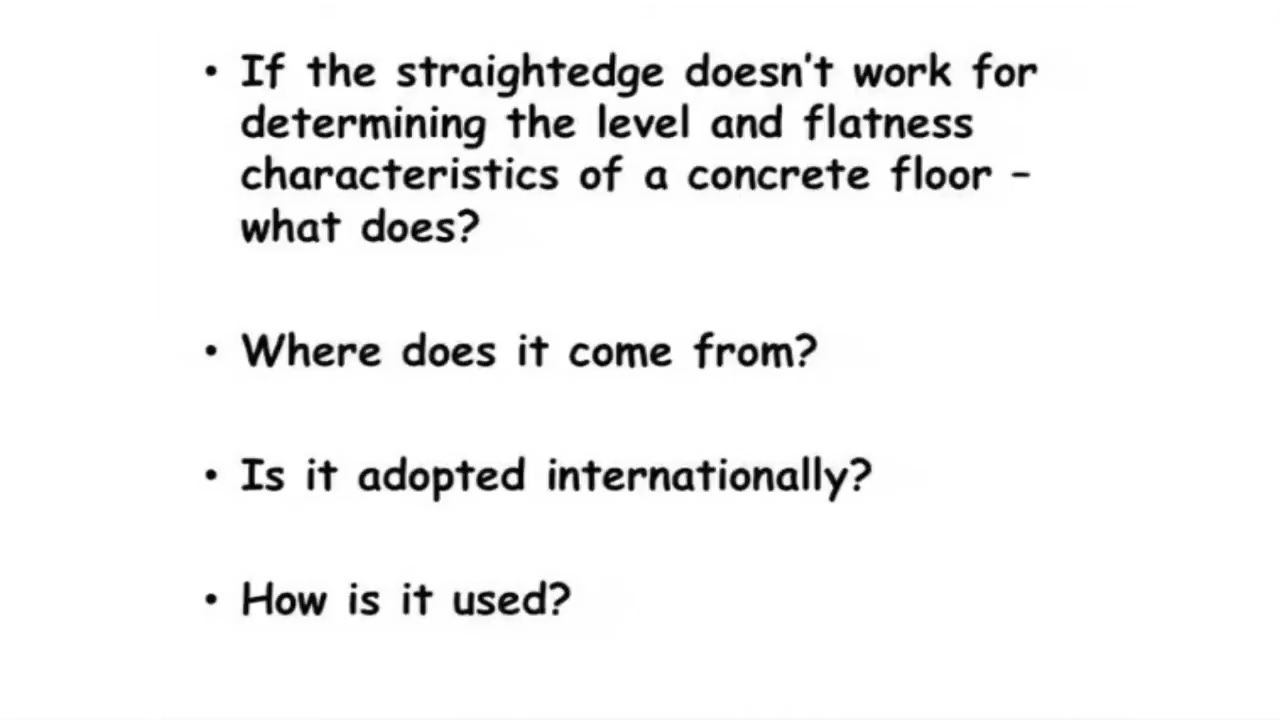 • If the straightedge doesn't work for
determining the level and flatness
characteristics of a concrete floor –
what does?
• Where does it come from?
• Is it adopted internationally?
• How is it used?